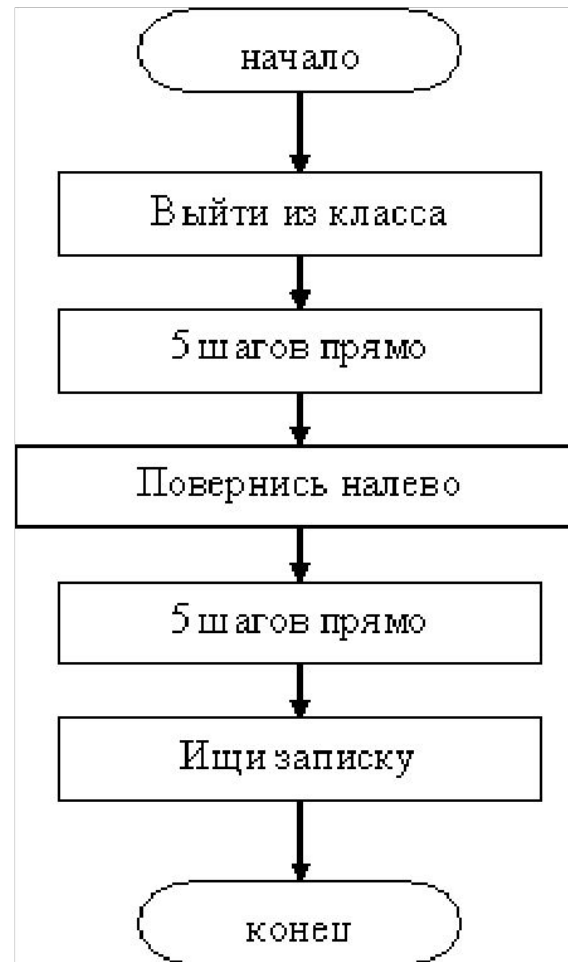 начало
Выйти из класса
5 шагов прямо
Повернись налево
5 шагов прямо
Ищи записку
конец